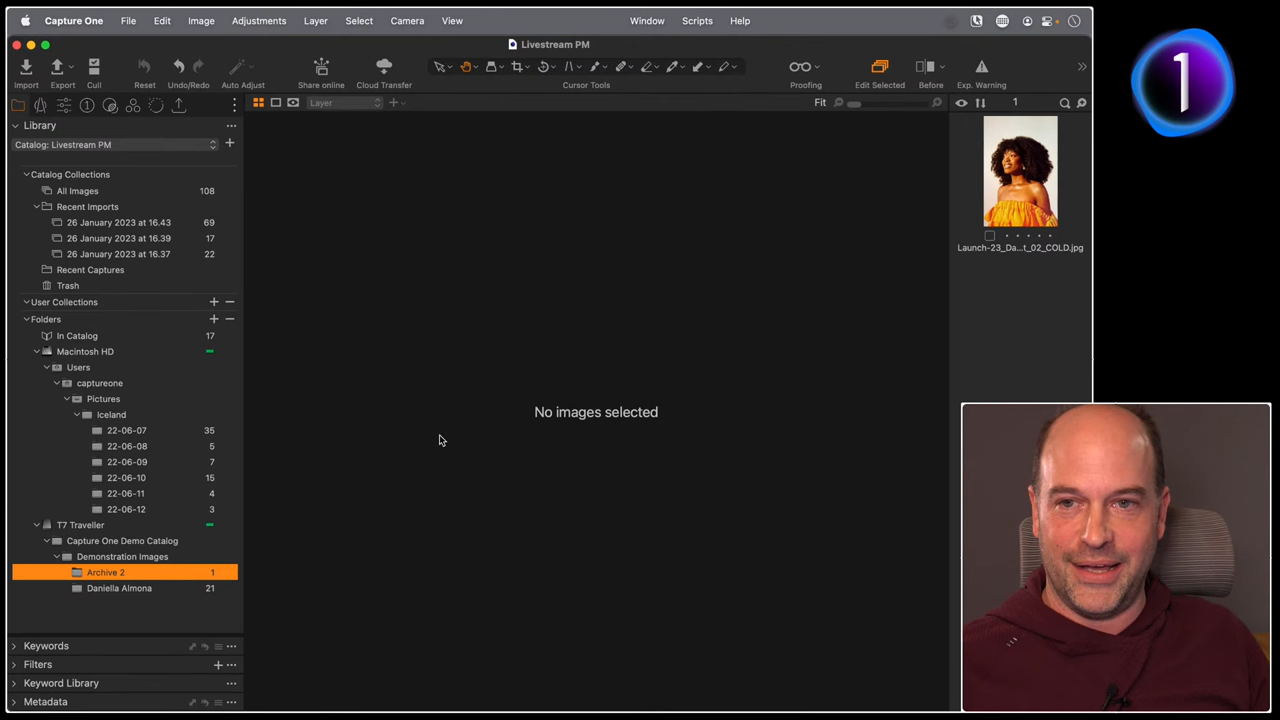 Capture One File Edit Image Adjustments Layer Select Camera View Window Scripts Help
Livestream PM
Import Export Cull Reset Undo/Redo Auto Adjust Share online Cloud Transfer Cursor Tools Proofing Edit Selected Before Exp. Warning
Layer Fit 1
Library
Catalog: Livestream PM
Catalog Collections
All Images 108
Recent Imports
26 January 2023 at 16.43 69
26 January 2023 at 16.39 17
26 January 2023 at 16.37 22
Recent Captures
Trash
User Collections
Folders
In Catalog 17
Macintosh HD
Users
captureone
Pictures
Iceland
22-06-07 35
22-06-08 5
22-06-09 7
22-06-10 15
22-06-11 4
22-06-12 3
T7 Traveller
Capture One Demo Catalog
Demonstration Images
Archive 2 1
Daniella Almona 21
Keywords
Filters
Keyword Library
Metadata
No images selected
Launch-23_Da...t_02_COLD.jpg
1